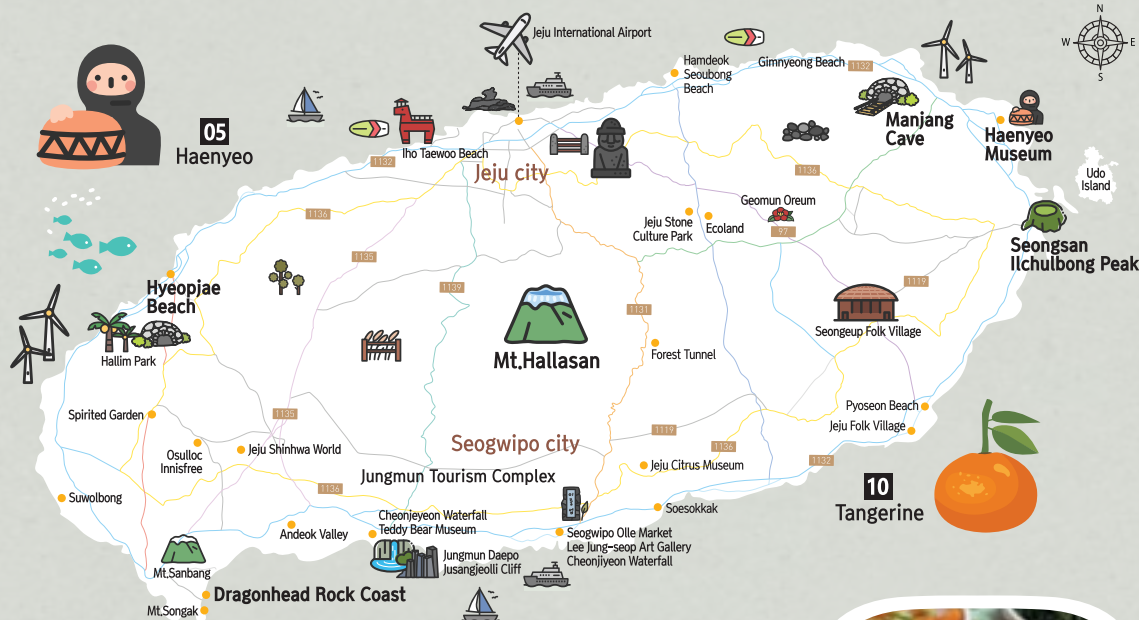 N
W
E
S
Jeju International Airport
Hamdeok
Seoubong
Beach
Gimnyeong Beach
1132
Manjang
Cave
Haenyeo
Museum
Udo
Island
05
Haenyeo
Iho Taewoo Beach
1132
Jeju city
1136
1136
Geomun Oreum
Jeju Stone
Culture Park
Ecoland
97
Seongsan
Ilchulbong Peak
1135
1139
1119
Hyeopjae
Beach
Hallim Park
1131
Mt.Hallasan
Seongeup Folk Village
Forest Tunnel
Spirited Garden
1135
Pyoseon Beach
Jeju Folk Village
1119
1136
1132
Seogwipo city
Osulloc
Innisfree
Jeju Shinhwa World
Jeju Citrus Museum
Jungmun Tourism Complex
1136
Suwolbong
10
Tangerine
Soesokkak
Andeok Valley
Cheonjeyeon Waterfall
Teddy Bear Museum
Jungmun Daepo
Jusangjeolli Cliff
Seogwipo Olle Market
Lee Jung-seop Art Gallery
Cheonjiyeon Waterfall
Mt.Sanbang
Dragonhead Rock Coast
Mt.Songak